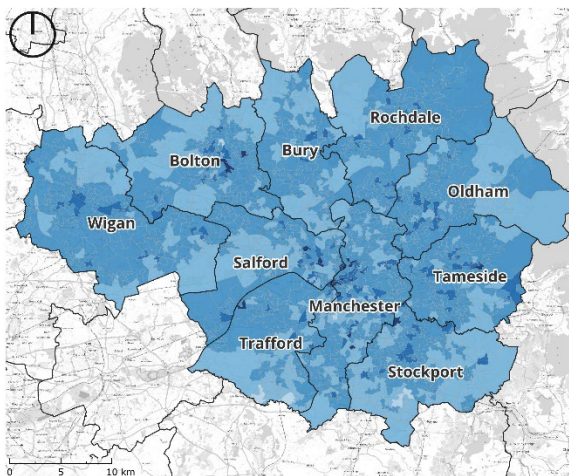 Rochdale
Bury
Bolton
Oldham
Wigan
Salford
Tameside
Manchester
Trafford
Stockport
0 5 10 km